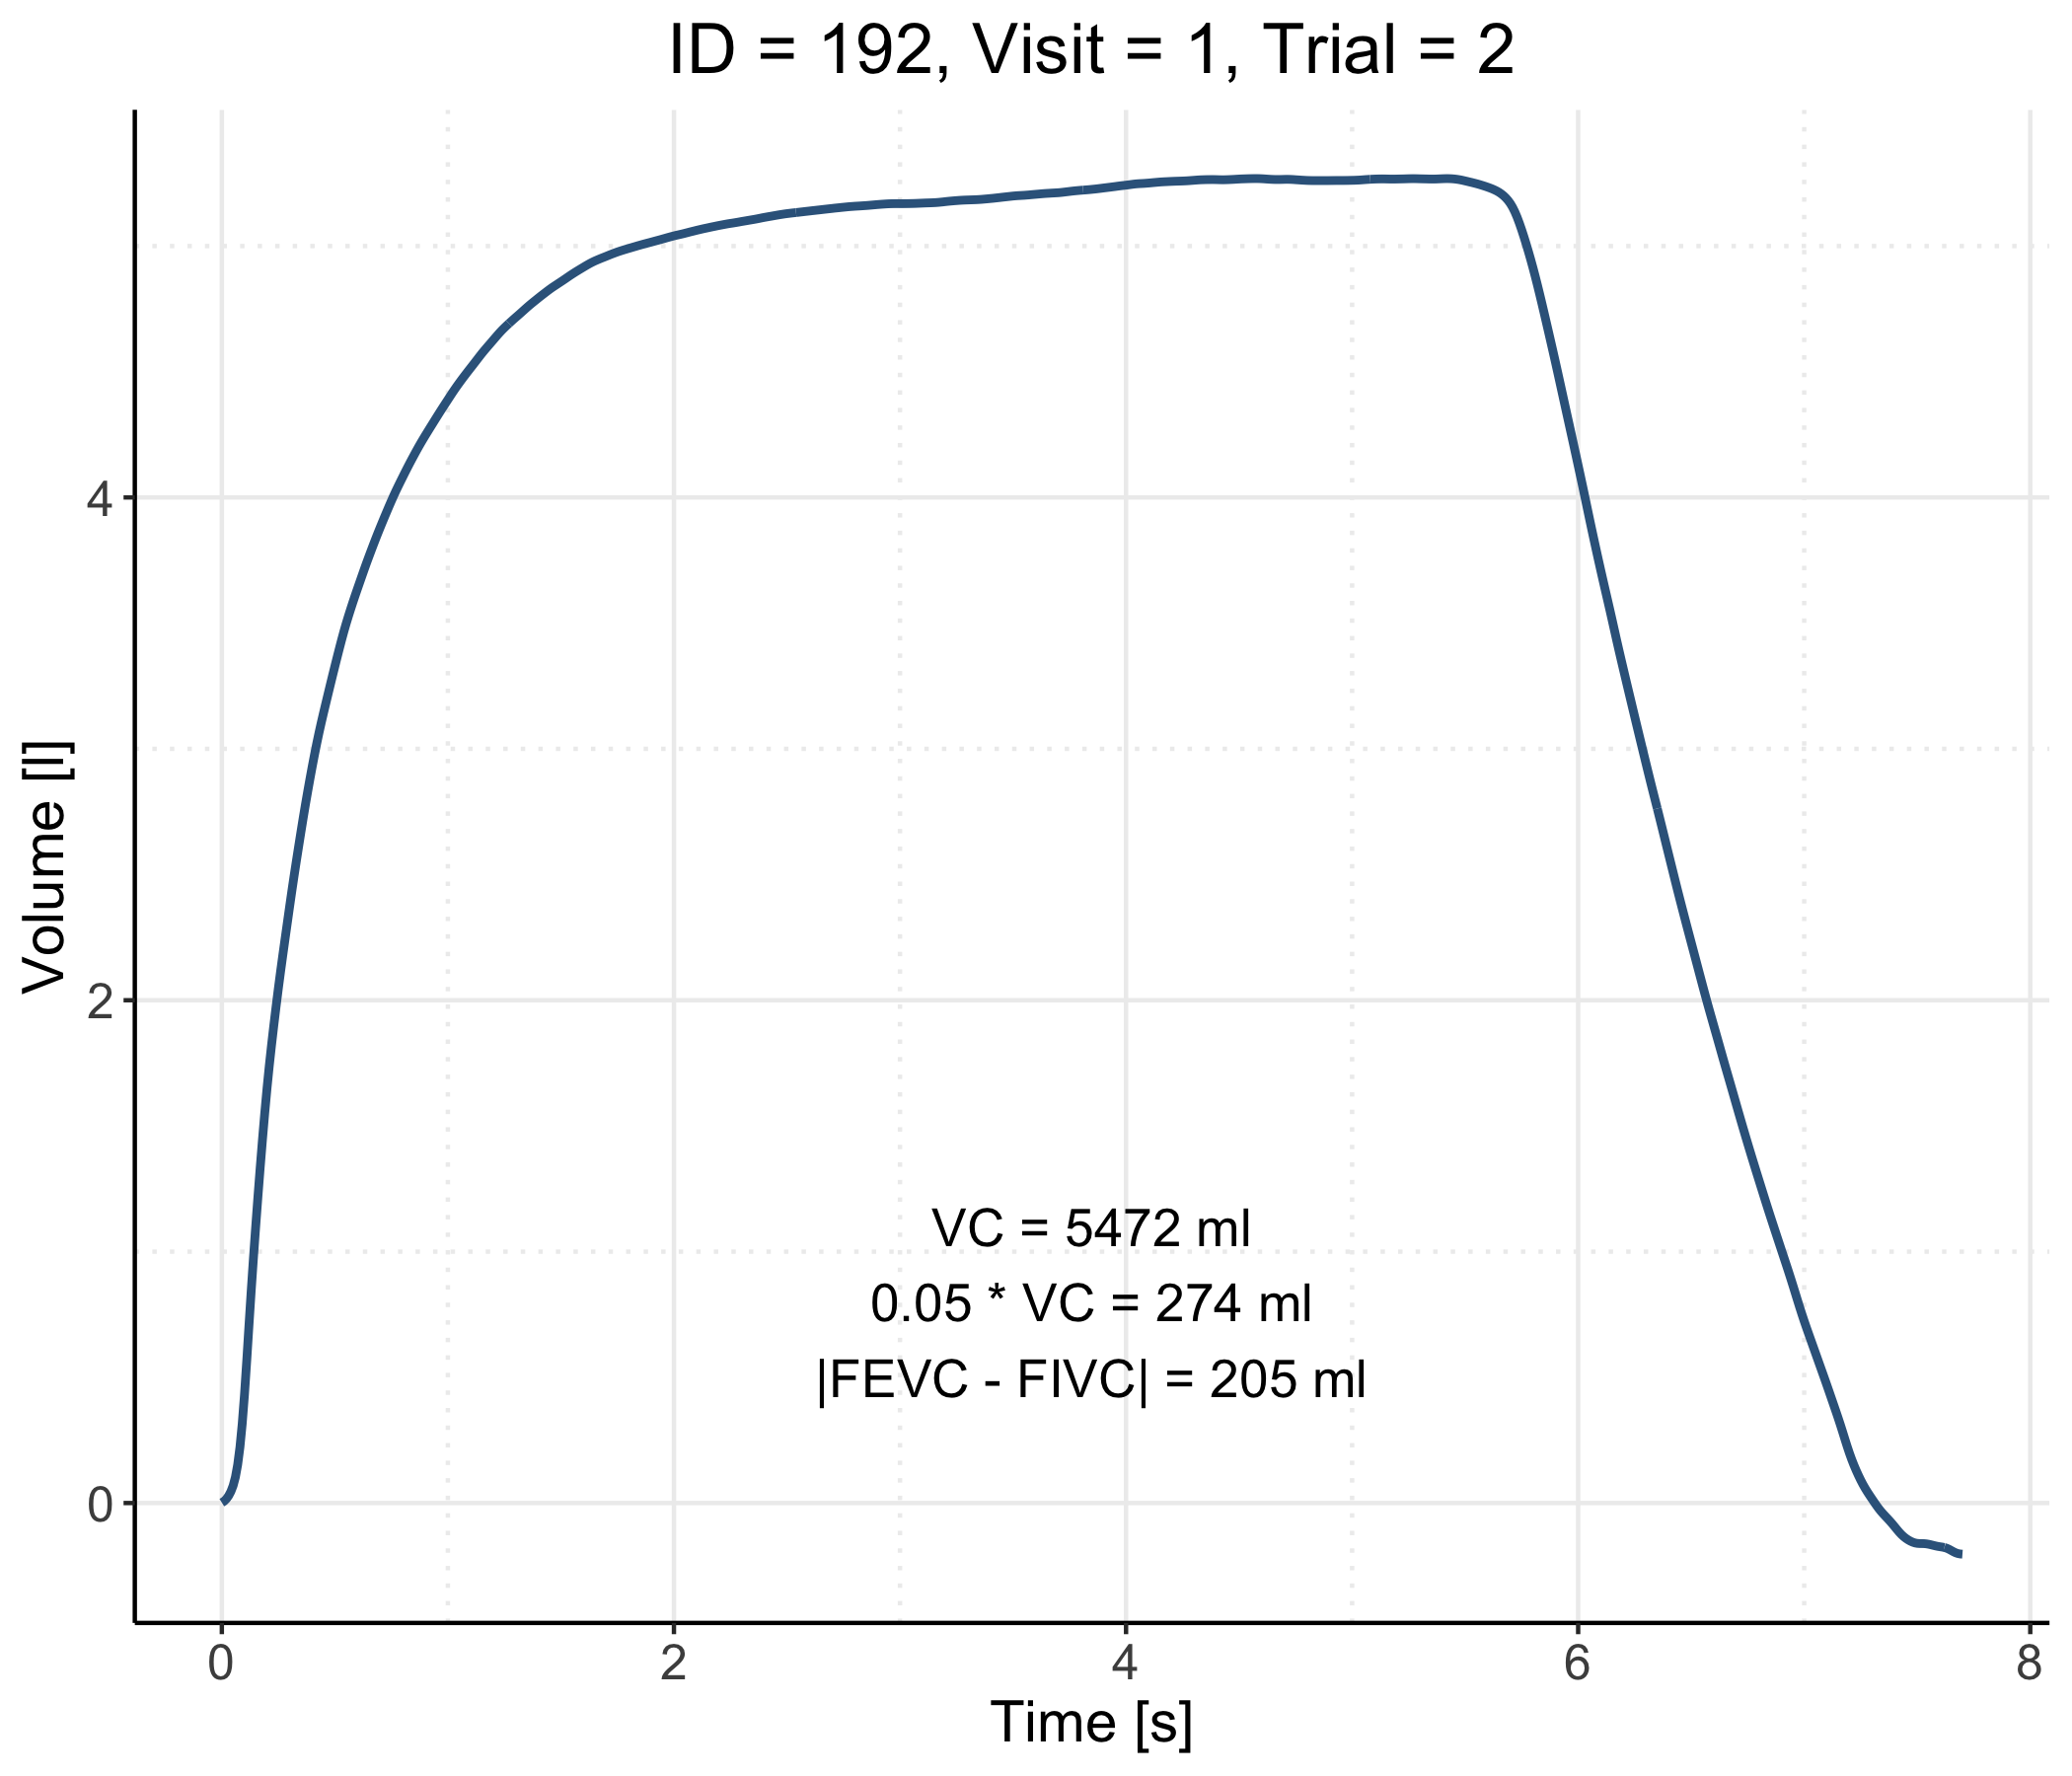 ID = 192, Visit = 1, Trial = 2
Volume [l]
4
2
0
VC = 5472 ml
0.05 * VC = 274 ml
|FEVC - FIVC| = 205 ml
0 2 4 6 8
Time [s]